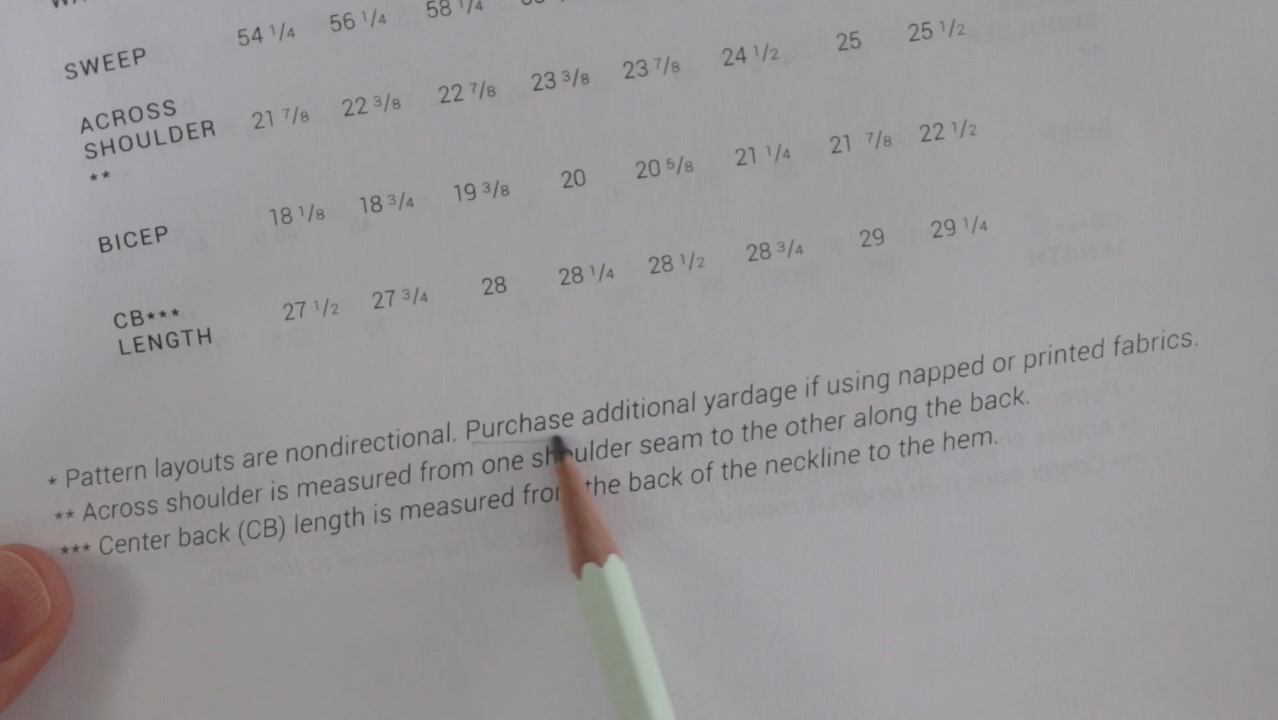 SWEEP 54 1/4 56 1/4 58 1/4
ACROSS
SHOULDER 21 7/8 22 3/8 22 7/8 23 3/8 23 7/8 24 1/2 25 25 1/2
**
BICEP 18 1/8 18 3/4 19 3/8 20 20 5/8 21 1/4 21 7/8 22 1/2
CB*** 27 1/2 27 3/4 28 28 1/4 28 1/2 28 3/4 29 29 1/4
LENGTH
* Pattern layouts are nondirectional. Purchase additional yardage if using napped or printed fabrics.
** Across shoulder is measured from one shoulder seam to the other along the back.
*** Center back (CB) length is measured from the back of the neckline to the hem.